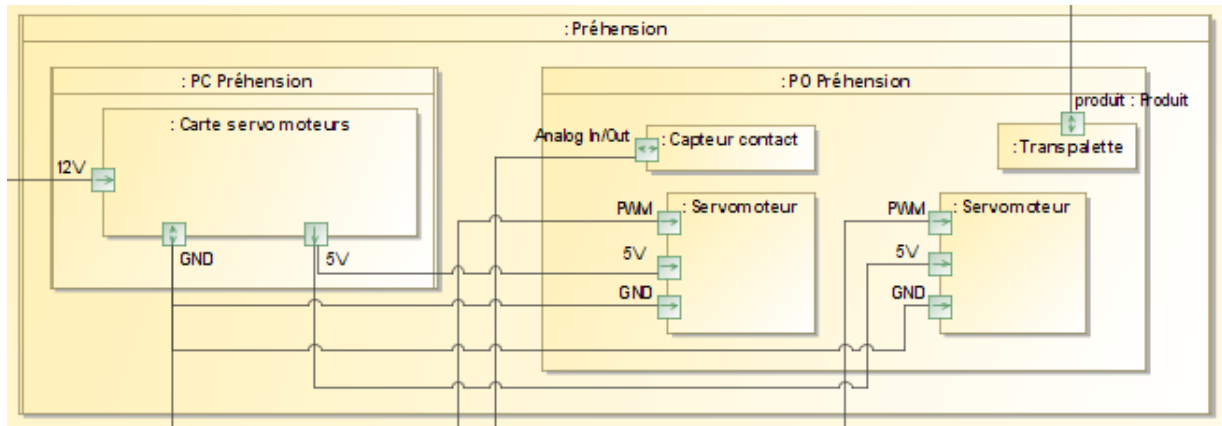 : Préhension
: PC Préhension
: PO Préhension
produit : Produit
: Carte servo moteurs
Analog In/Out
: Capteur contact
: Transpalette
12V
PWM
: Servomoteur
PWM
: Servomoteur
GND
5V
5V
5V
GND
GND